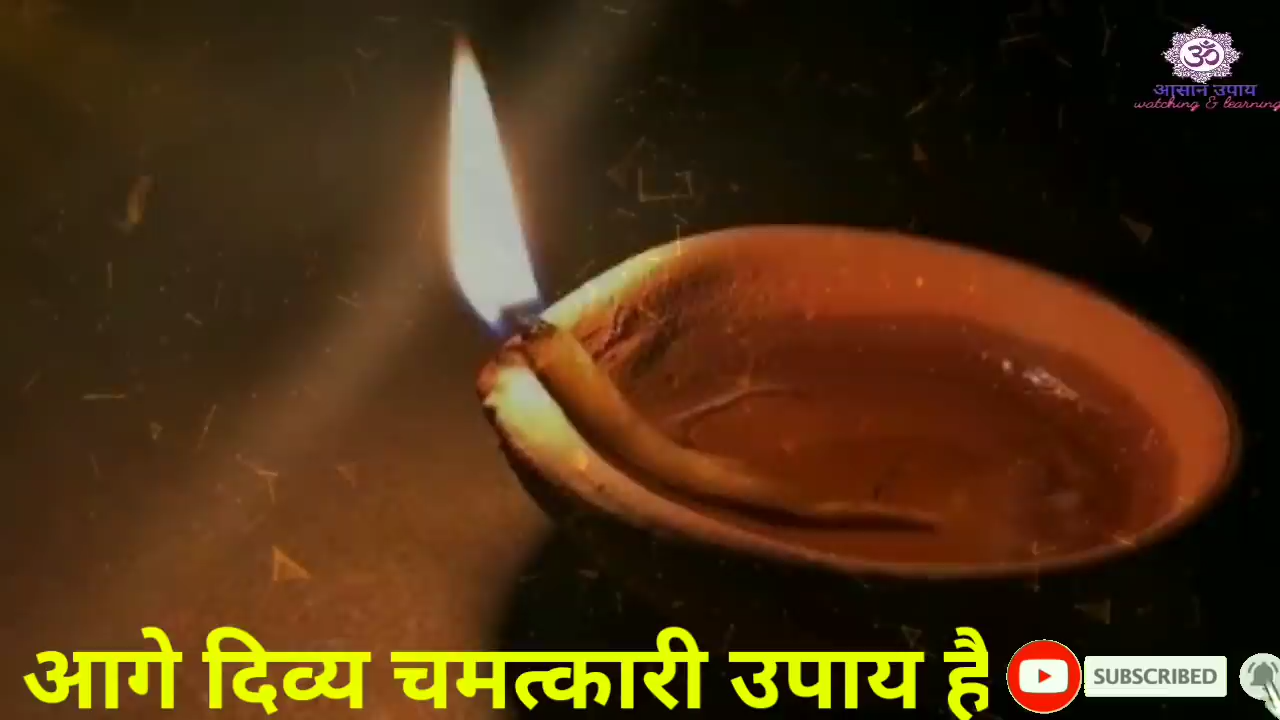 ॐ
आसान उपाय
watching & learning
आगे दिव्य चमत्कारी उपाय है
SUBSCRIBED